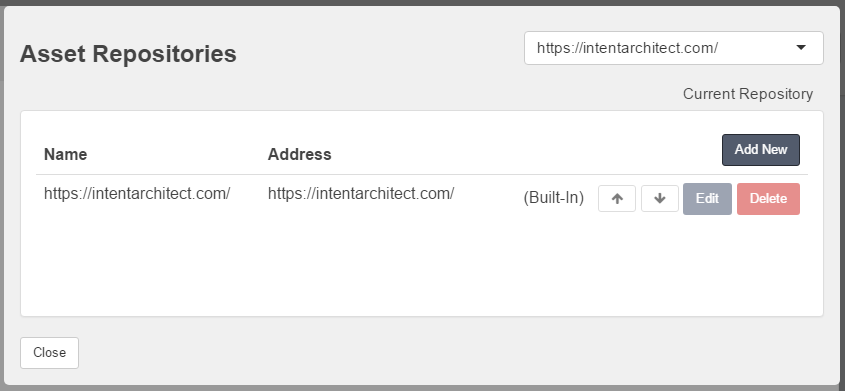 Asset Repositories
https://intentarchitect.com/
Current Repository
Name Address Add New
https://intentarchitect.com/ https://intentarchitect.com/ (Built-In) Edit Delete
Close